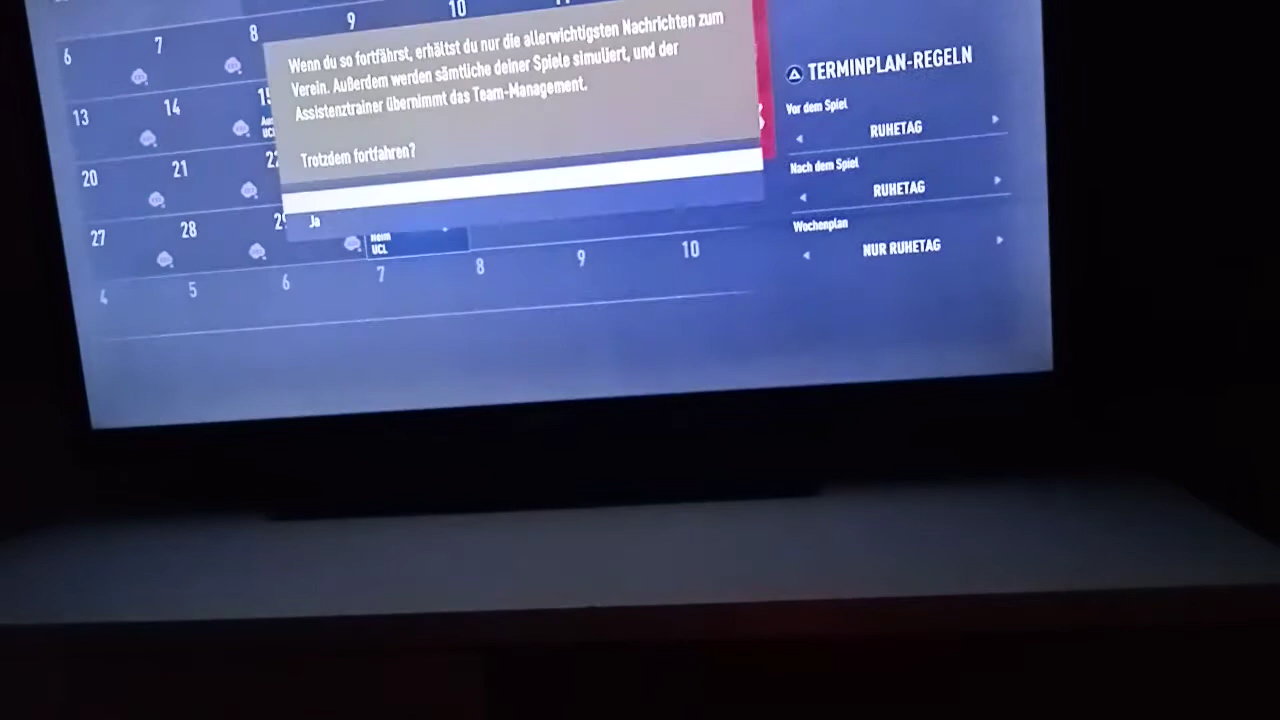 8
9
10
6
7
Wenn du so fortfährst, erhältst du nur die allerwichtigsten Nachrichten zum
Verein. Außerdem werden sämtliche deiner Spiele simuliert, und der
Assistenztrainer übernimmt das Team-Management.
Trotzdem fortfahren?
Ja
13
14
UCL
20
21
27
28
Heim
UCL
4
5
6
7
8
9
10
TERMINPLAN-REGELN
Vor dem Spiel
RUHETAG
Nach dem Spiel
RUHETAG
Wochenplan
NUR RUHETAG